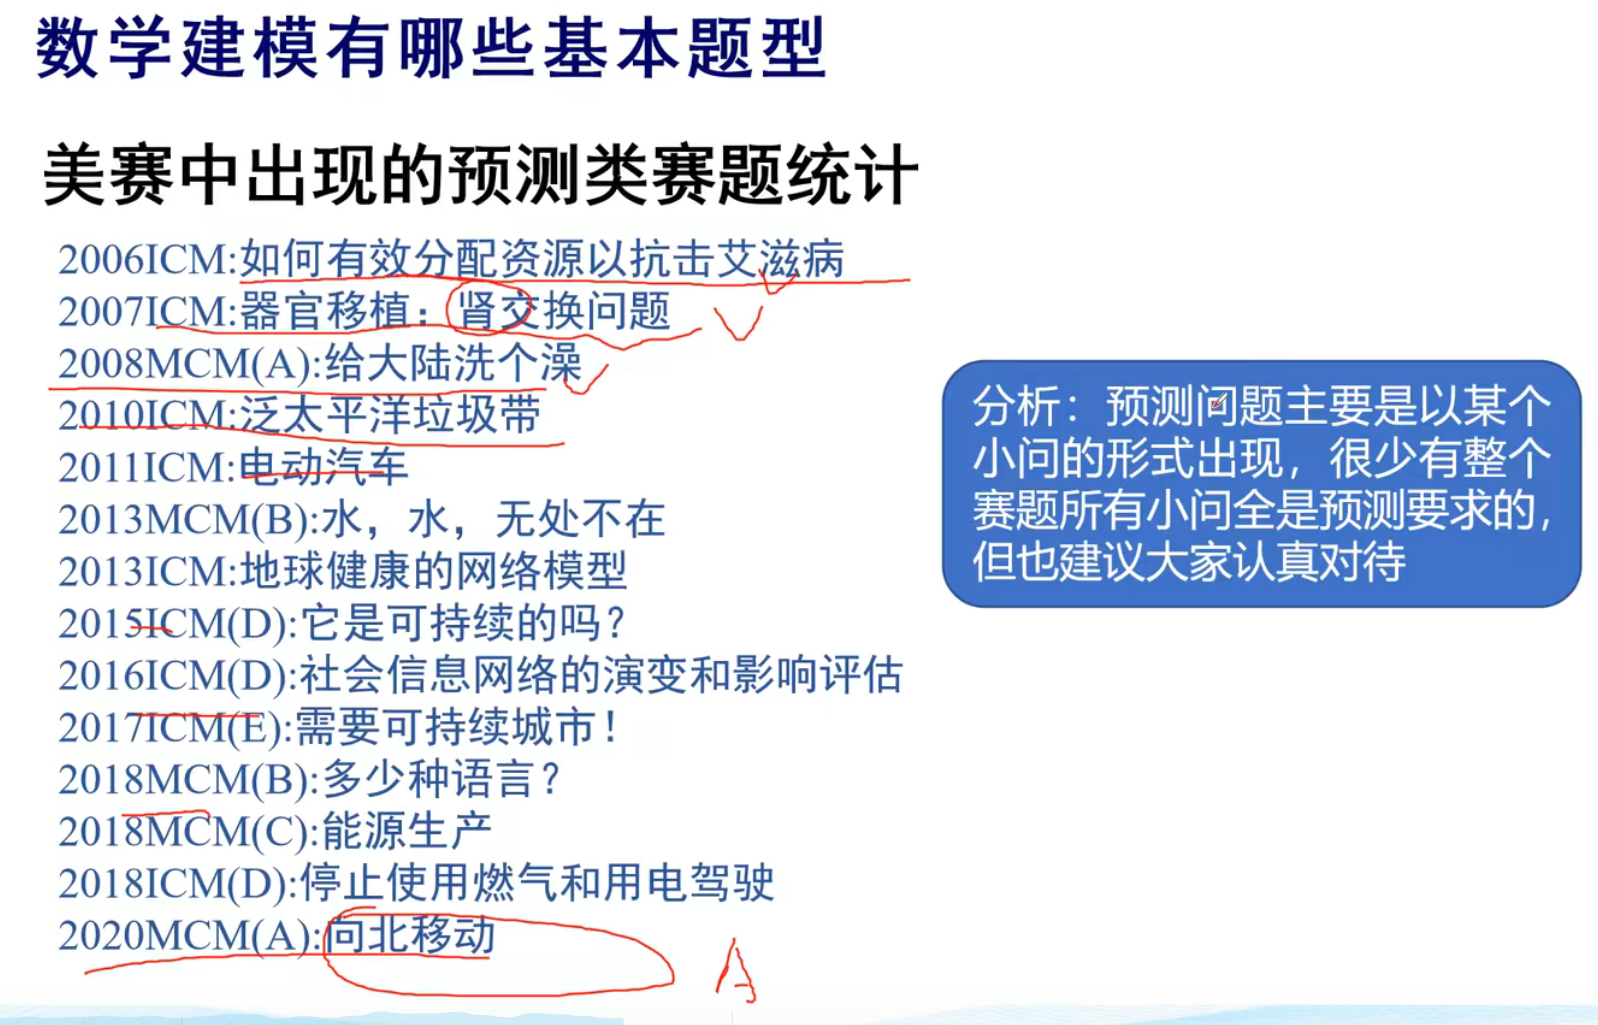 数学建模有哪些基本题型
美赛中出现的预测类赛题统计
2006ICM:如何有效分配资源以抗击艾滋病
2007ICM:器官移植：肾交换问题
2008MCM(A):给大陆洗个澡
2010ICM:泛太平洋垃圾带
2011ICM:电动汽车
2013MCM(B):水，水，无处不在
2013ICM:地球健康的网络模型
2015ICM(D):它是可持续的吗？
2016ICM(D):社会信息网络的演变和影响评估
2017ICM(E):需要可持续城市！
2018MCM(B):多少种语言？
2018MCM(C):能源生产
2018ICM(D):停止使用燃气和用电驾驶
2020MCM(A):向北移动
A
分析：预测问题主要是以某个
小问的形式出现，很少有整个
赛题所有小问全是预测要求的，
但也建议大家认真对待